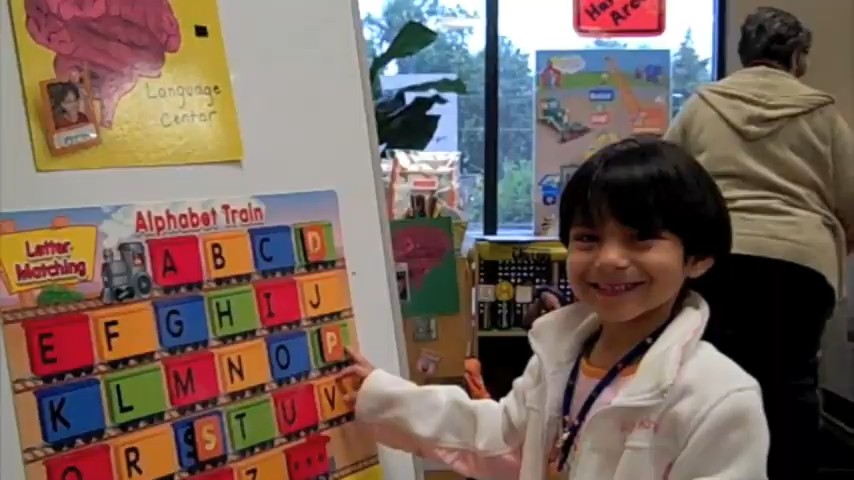 Language
Center
Alphabet Train
Letter
Matching
A B C D
E F G H I J
K L M N O P
Q R S T U V
Z